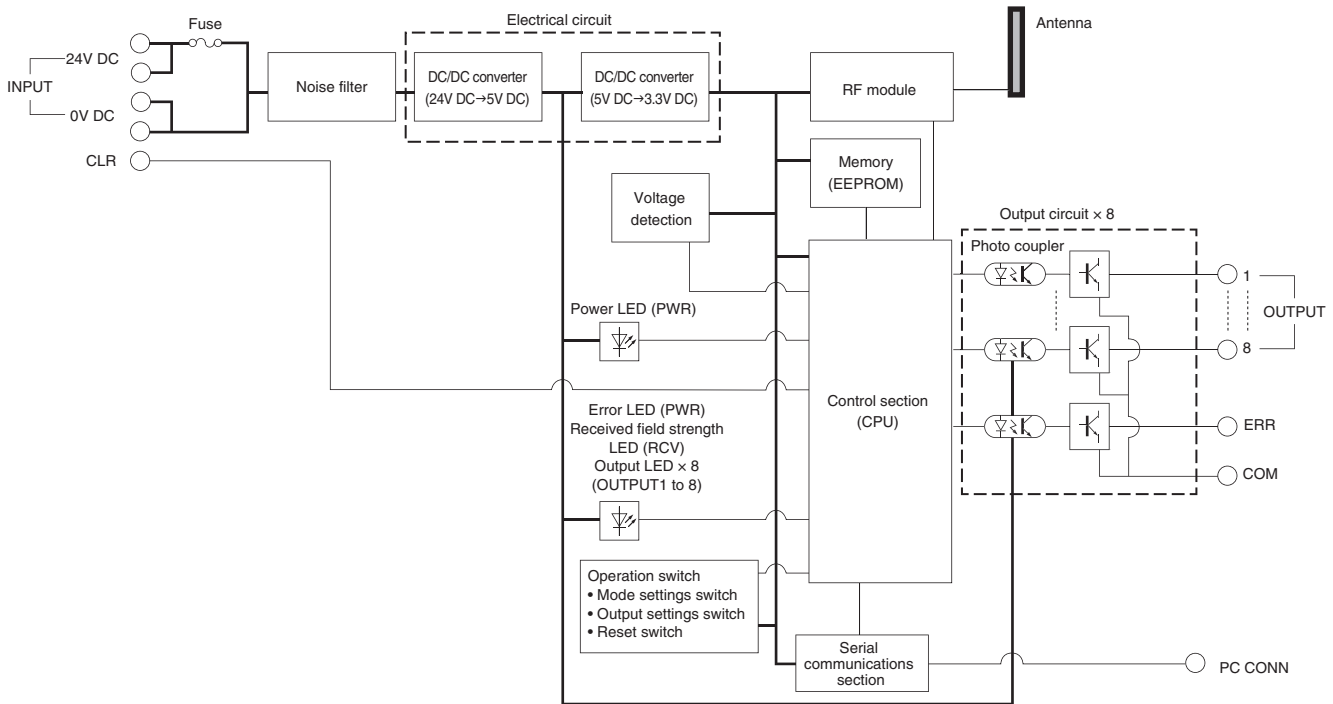 Electrical circuit
Fuse
Antenna
24V DC
INPUT
0V DC
CLR
Noise filter
DC/DC converter
(24V DC→5V DC)
DC/DC converter
(5V DC→3.3V DC)
RF module
Memory
(EEPROM)
Voltage
detection
Output circuit × 8
Photo coupler
1
OUTPUT
8
Power LED (PWR)
Control section
(CPU)
Error LED (PWR)
Received field strength
LED (RCV)
Output LED × 8
(OUTPUT1 to 8)
ERR
COM
Operation switch
• Mode settings switch
• Output settings switch
• Reset switch
Serial
communications
section
PC CONN